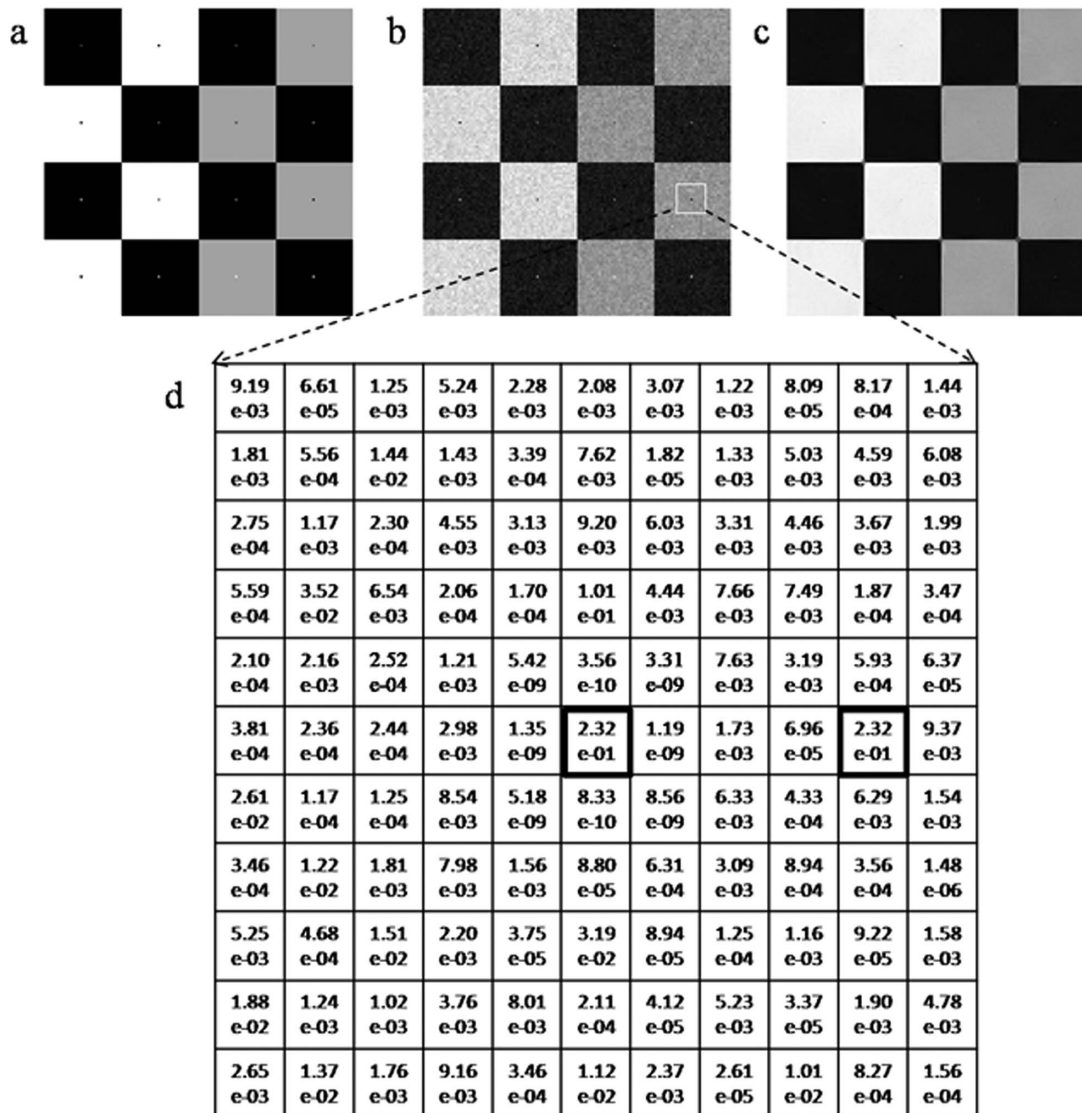 a b c
d
9.19 6.61 1.25 5.24 2.28 2.08 3.07 1.22 8.09 8.17 1.44
e-03 e-05 e-03 e-03 e-03 e-03 e-03 e-03 e-05 e-04 e-03
1.81 5.56 1.44 1.43 3.39 7.62 1.82 1.33 5.03 4.59 6.08
e-03 e-04 e-02 e-03 e-04 e-03 e-05 e-03 e-03 e-03 e-03
2.75 1.17 2.30 4.55 3.13 9.20 6.03 3.31 4.46 3.67 1.99
e-04 e-03 e-04 e-03 e-03 e-03 e-03 e-03 e-03 e-03 e-03
5.59 3.52 6.54 2.06 1.70 1.01 4.44 7.66 7.49 1.87 3.47
e-04 e-02 e-03 e-04 e-04 e-01 e-03 e-03 e-03 e-04 e-04
2.10 2.16 2.52 1.21 5.42 3.56 3.31 7.63 3.19 5.93 6.37
e-04 e-03 e-04 e-03 e-09 e-10 e-09 e-03 e-03 e-04 e-05
3.81 2.36 2.44 2.98 1.35 2.32 1.19 1.73 6.96 2.32 9.37
e-04 e-04 e-04 e-03 e-09 e-01 e-09 e-03 e-05 e-01 e-03
2.61 1.17 1.25 8.54 5.18 8.33 8.56 6.33 4.33 6.29 1.54
e-02 e-04 e-04 e-03 e-09 e-10 e-09 e-03 e-04 e-03 e-03
3.46 1.22 1.81 7.98 1.56 8.80 6.31 3.09 8.94 3.56 1.48
e-04 e-02 e-03 e-03 e-03 e-05 e-04 e-03 e-04 e-04 e-06
5.25 4.68 1.51 2.20 3.75 3.19 8.94 1.25 1.16 9.22 1.58
e-03 e-04 e-02 e-03 e-05 e-02 e-05 e-04 e-03 e-05 e-03
1.88 1.24 1.02 3.76 8.01 2.11 4.12 5.23 3.37 1.90 4.78
e-02 e-03 e-03 e-03 e-05 e-04 e-05 e-03 e-05 e-03 e-03
2.65 1.37 1.76 9.16 3.46 1.12 2.37 2.61 1.01 8.27 1.56
e-03 e-02 e-03 e-03 e-04 e-02 e-03 e-05 e-02 e-04 e-04